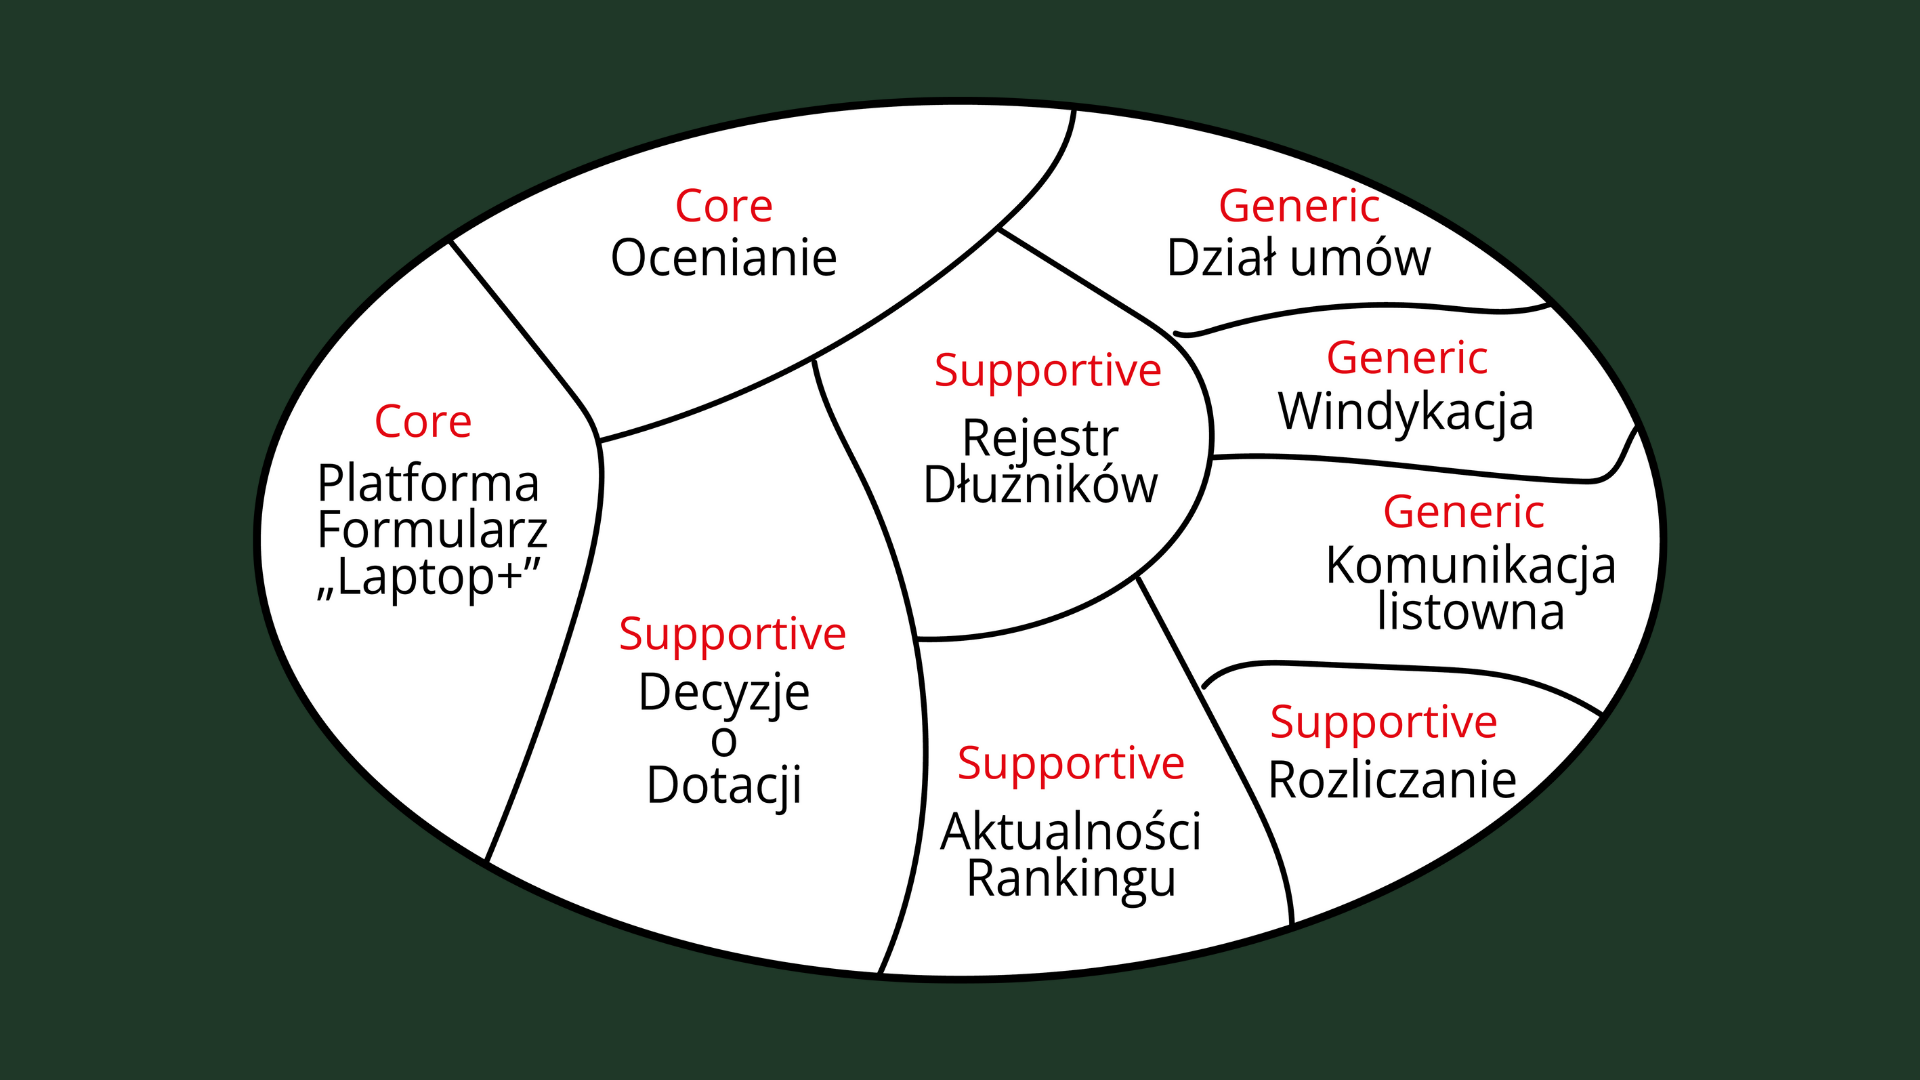 Core
Ocenianie
Generic
Dział umów
Generic
Windykacja
Supportive
Rejestr
Dłużników
Core
Platforma
Formularz
„Laptop+”
Generic
Komunikacja
listowna
Supportive
Decyzje
o
Dotacji
Supportive
Aktualności
Rankingu
Supportive
Rozliczanie